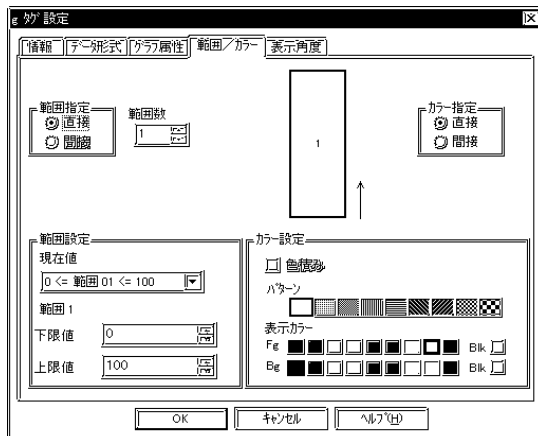 g ﾀｸﾞ設定
情報 ﾃﾞｰﾀ形式 ｸﾞﾗﾌ属性 範囲／ｶﾗｰ 表示角度
範囲指定
直接
間接
範囲数
1
1
ｶﾗｰ指定
直接
間接
範囲設定
現在値
0 <= 範囲 01 <= 100
範囲 1
下限値 0
上限値 100
ｶﾗｰ設定
色積み
ﾊﾟﾀｰﾝ
表示ｶﾗｰ
Fg Blk
Bg Blk
OK ｷｬﾝｾﾙ ﾍﾙﾌﾟ(H)